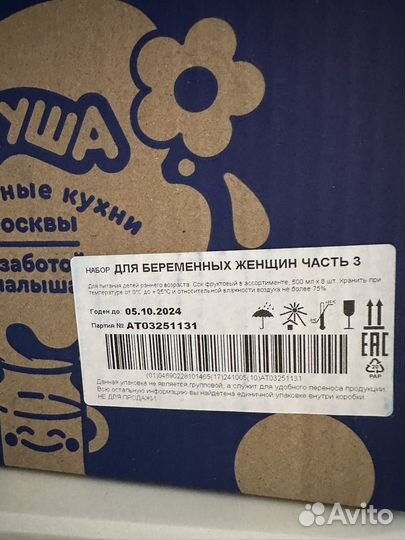 УША
ные кухни
осквы
заботой
малыша
НАБОР ДЛЯ БЕРЕМЕННЫХ ЖЕНЩИН ЧАСТЬ 3
Для питания детей раннего возраста. Сок фруктовый в ассортименте, 500 мл х 8 шт. Хранить при
температуре от 0°С до + 25°С и относительной влажности воздуха не более 75%
Годен до: 05.10.2024
Партия № AT03251131
(01)04690228101465(17)241005(10)AT03251131
Данная упаковка не является групповой, а служит для удобного переноса продукции.
Всю остальную информацию вы найдете на единичной упаковке внутри коробки.
НЕ ДЛЯ ПРОДАЖИ
EAC
20
PAP
Avito